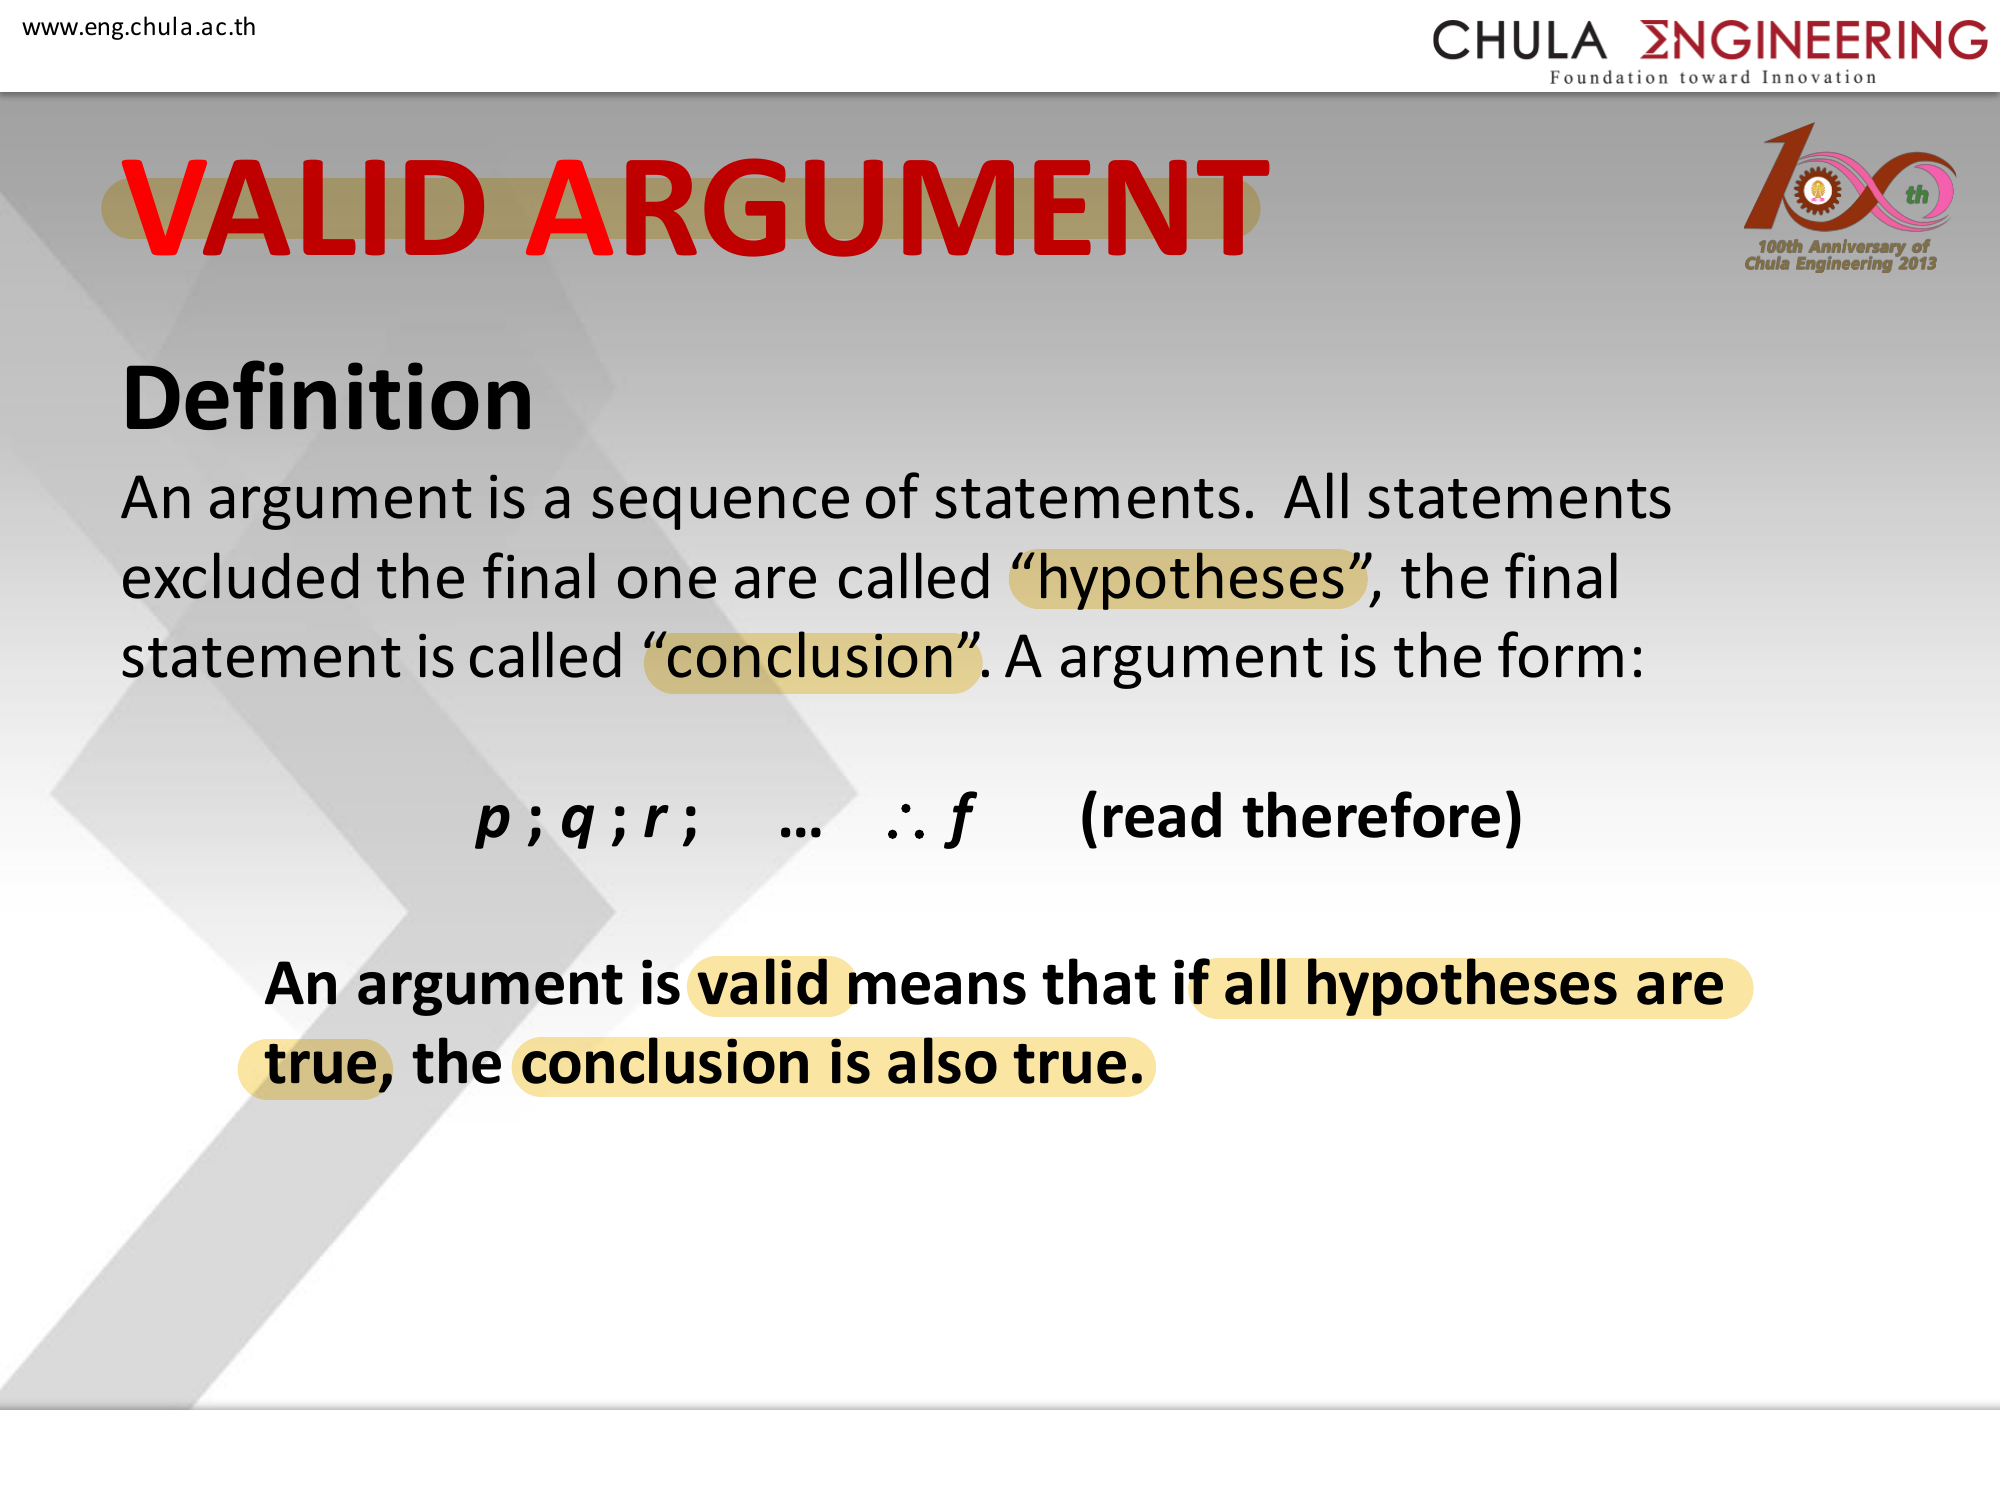 www.eng.chula.ac.th
CHULA ΣNGINEERING
Foundation toward Innovation
VALID ARGUMENT
100th
100th Anniversary of
Chula Engineering 2013
Definition
An argument is a sequence of statements.  All statements
excluded the final one are called “hypotheses”, the final
statement is called “conclusion”. A argument is the form:
p ; q ; r ; … ∴ f (read therefore)
An argument is valid means that if all hypotheses are
true, the conclusion is also true.